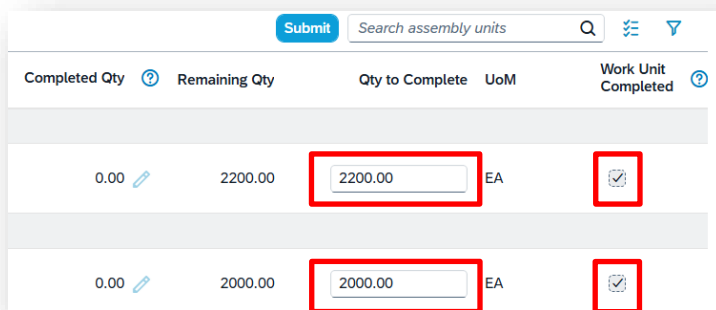 Submit Search assembly units
Completed Qty ? Remaining Qty Qty to Complete UoM Work Unit Completed ?
0.00 2200.00 2200.00 EA
0.00 2000.00 2000.00 EA